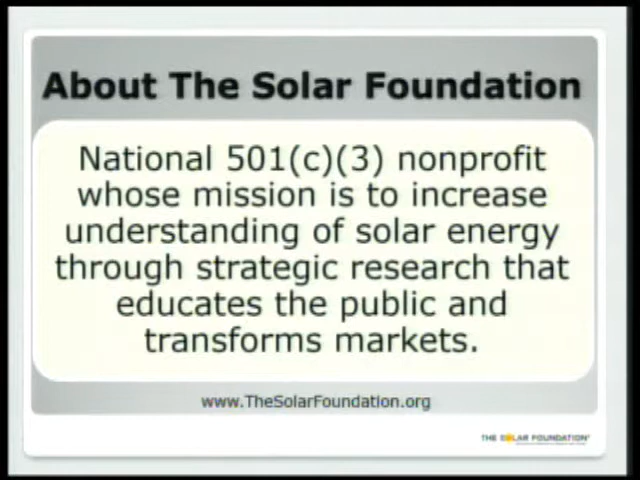 About The Solar Foundation
National 501(c)(3) nonprofit
whose mission is to increase
understanding of solar energy
through strategic research that
educates the public and
transforms markets.
www.TheSolarFoundation.org
THE SOLAR FOUNDATION